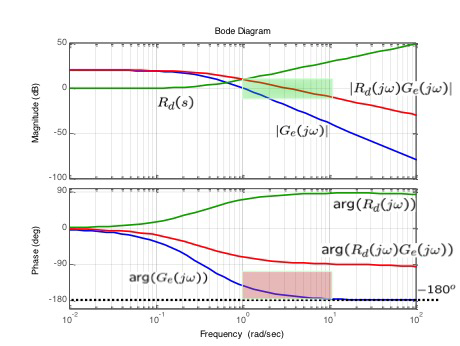 Bode Diagram
50
0
-50
-100
Magnitude (dB)
R_d(s)
|R_d(jω)G_e(jω)|
|G_e(jω)|
90
0
-90
-180
Phase (deg)
arg(R_d(jω))
arg(R_d(jω)G_e(jω))
arg(G_e(jω))
−180°
10^-2
10^-1
10^0
10^1
10^2
Frequency (rad/sec)